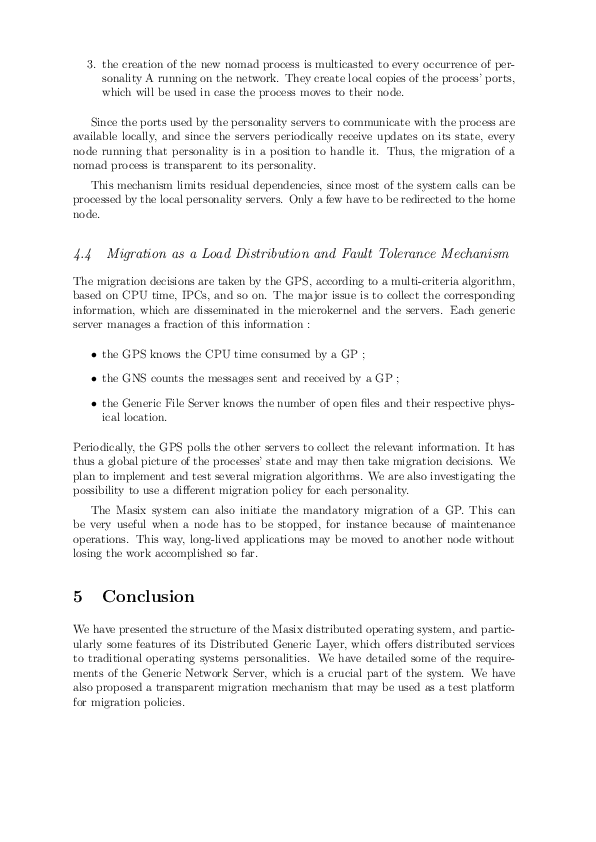 3. the creation of the new nomad process is multicasted to every occurrence of per-
sonality A running on the network. They create local copies of the process' ports,
which will be used in case the process moves to their node.
Since the ports used by the personality servers to communicate with the process are
available locally, and since the servers periodically receive updates on its state, every
node running that personality is in a position to handle it. Thus, the migration of a
nomad process is transparent to its personality.
This mechanism limits residual dependencies, since most of the system calls can be
processed by the local personality servers. Only a few have to be redirected to the home
node.
4.4 Migration as a Load Distribution and Fault Tolerance Mechanism
The migration decisions are taken by the GPS, according to a multi-criteria algorithm,
based on CPU time, IPCs, and so on. The major issue is to collect the corresponding
information, which are disseminated in the microkernel and the servers. Each generic
server manages a fraction of this information :
• the GPS knows the CPU time consumed by a GP ;
• the GNS counts the messages sent and received by a GP ;
• the Generic File Server knows the number of open files and their respective phys-
ical location.
Periodically, the GPS polls the other servers to collect the relevant information. It has
thus a global picture of the processes' state and may then take migration decisions. We
plan to implement and test several migration algorithms. We are also investigating the
possibility to use a different migration policy for each personality.
The Masix system can also initiate the mandatory migration of a GP. This can
be very useful when a node has to be stopped, for instance because of maintenance
operations. This way, long-lived applications may be moved to another node without
losing the work accomplished so far.
5 Conclusion
We have presented the structure of the Masix distributed operating system, and partic-
ularly some features of its Distributed Generic Layer, which offers distributed services
to traditional operating systems personalities. We have detailed some of the require-
ments of the Generic Network Server, which is a crucial part of the system. We have
also proposed a transparent migration mechanism that may be used as a test platform
for migration policies.